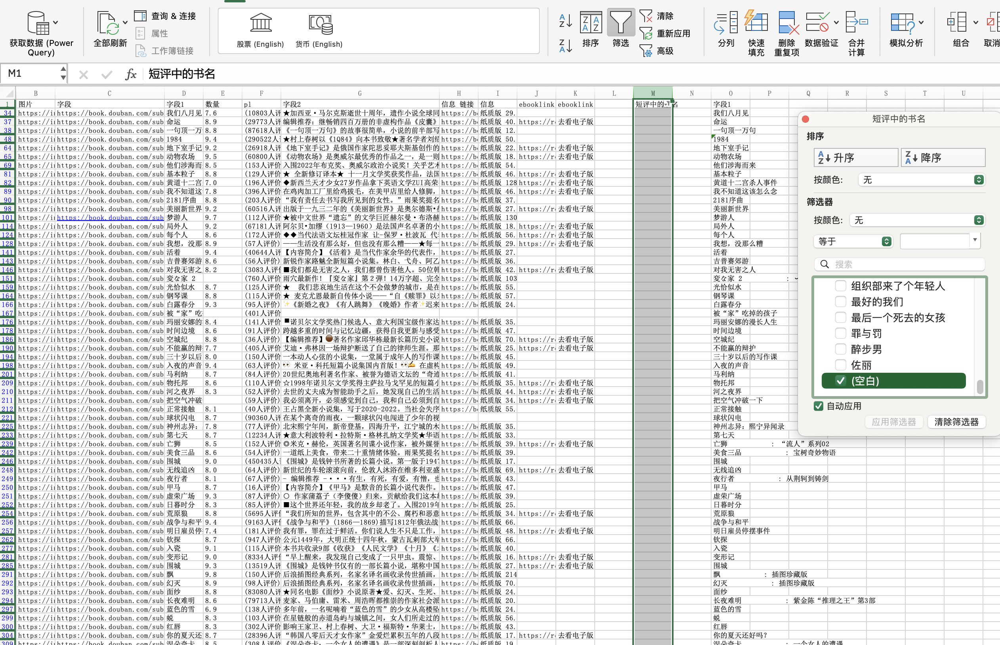 获取数据 (Power Query)
全部刷新
查询 & 连接
属性
工作簿链接
股票 (English)
货币 (English)
排序
筛选
清除
重新应用
高级
分列
快速填充
删除重复项
数据验证
合并计算
模拟分析
组合
取消
M1
fx 短评中的书名
B C D E F G H I J K L M N O P Q R S T U
1 图片 字段 字段1 数量 pl 字段2 信息_链接 信息 ebooklink ebooklink 短评中的 名 字段1
34 https://i https://book.douban.com/sub 我们八月见 7.6 (10803人评 ★加西亚·马尔克斯逝世十周年，遗作小说全球同 https://b 纸质版 29. 我们八月见
37 https://i https://book.douban.com/sub 命运 8.9 (29773人评 编辑推荐：继畅销四百万册的非虚构作品《皮囊》 https://b 纸质版 40. https://r 去看电子版 命运
38 https://i https://book.douban.com/sub 一句顶一万 8.8 (87618人评 《一句顶一万句》的故事很简单，小说的前半部写 https://b 纸质版 12. 一句顶一万句
48 https://i https://book.douban.com/sub 1984 9.4 (290522人 ★村上春树以《1Q84》向本书致敬★著名学者刘绍 https://b 纸质版 50. 1984
64 https://i https://book.douban.com/sub 地下室手记 9.2 (26918人评 《地下室手记》是俄国作家陀思妥耶夫斯基创作的 https://b 纸质版 22. https://r 去看电子版 地下室手记
65 https://i https://book.douban.com/sub 动物农场 9.5 (60800人评 《动物农场》是奥威尔最优秀的作品之一，是一则 https://b 纸质版 18. https://r 去看电子版 动物农场
69 https://i https://book.douban.com/sub 他们涉海而 8.5 (153人评价 入围2022年布克奖、奥威尔政治小说奖！关乎艺术 https://b 纸质版 54. 他们涉海而来
81 https://i https://book.douban.com/sub 基本粒子 8.8 (129人评价 ★ 全新修订译本★ 十一月文学奖获奖作品，法国 https://b 纸质版 46. https://r 去看电子版 基本粒子
82 https://i https://book.douban.com/sub 黄道十二宫 7.0 (196人评价 ◆新西兰天才少女27岁作品拿下英语文学ZUI高荣 https://b 纸质版 128 https://r 去看电子版 黄道十二宫杀人事件
89 https://i https://book.douban.com/sub 我不知道这 7.8 (396人评价 在鸡肉加工厂里给鸡拔毛，在美甲店里给人修脚， https://b 纸质版 46. https://r 去看电子版 我不知道这该怎么念
90 https://i https://book.douban.com/sub 2181序曲 8.8 (203人评价 “我有责任去书写我所见到的女性。”雨果奖提名 https://b 纸质版 37. 2181序曲
98 https://i https://book.douban.com/sub 美丽新世界 9.2 (60516人评 出版于一九三二年的《美丽新世界》是奥尔德斯· https://b 纸质版 27. https://r 去看电子版 美丽新世界
101 https://i https://book.douban.com/sub 梦游人 9.7 (112人评价 ★被中文世界“遗忘”的文学巨匠赫尔曼·布洛赫 https://b 纸质版 130 梦游人
114 https://i https://book.douban.com/sub 局外人 9.2 (67181人评 阿尔贝·加缪（1913—1960）是法国声名卓著的小 https://b 纸质版 18. https://r 去看电子版 局外人
124 https://i https://book.douban.com/sub 每个人 8.6 (172人评价 ◆◆当代法语文坛桂冠作家 让-保罗·杜波瓦 代 https://b 纸质版 56. https://r 去看电子版 每个人
128 https://i https://book.douban.com/sub 我想，没那 8.9 (57人评价) ——生活没有那么好，但也没有那么糟——★每一 https://b 纸质版 29. https://r 去看电子版 我想，没那么糟
141 https://i https://book.douban.com/sub 活着 9.4 (40644人评 【内容简介】《活着》是当代作家余华的代表作， https://b 纸质版 27. 活着
143 https://i https://book.douban.com/sub 吉普赛郊游 8.6 (56人评价) 新锐作家路魆全新短篇小说集。林白、弋舟、阿乙 https://b 纸质版 36. 吉普赛郊游
146 https://i https://book.douban.com/sub 对我无害之 8.2 (3083人评 ■我们都是无害之人，我们都曾伤害他人。50位韩 https://b 纸质版 42. https://r 去看电子版 对我无害之人
151 https://i https://book.douban.com/sub 変な家 2 (760人评价 雨穴最新作！『変な家』第２弾！14万字超、完全 https://b 纸质版 103 変な家 2 :
159 https://i https://book.douban.com/sub 光恰似水 8.7 (125人评价 ★ 我们悲哀地生活在这个不会做梦的城市，是在 https://b 纸质版 55. 光恰似水
164 https://i https://book.douban.com/sub 钢琴课 8.8 (115人评价 ★ 麦克尤恩最新自传体小说——“自《赎罪》以 https://b 纸质版 57. 钢琴课
166 https://i https://book.douban.com/sub 白露春分 9.3 (95人评价) ✨《新婚之夜》《有人跳舞》《晚婚》作者✨迟来 https://b 纸质版 24. 白露春分
167 https://i https://book.douban.com/sub 被“家”吃 (401人评价 被“家”吃掉的孩子
176 https://i https://book.douban.com/sub 玛丽安娜的 8.4 (141人评价 ■诺贝尔文学奖热门候选人、意大利国宝级作家达 https://b 纸质版 35. 玛丽安娜的漫长人生
178 https://i https://book.douban.com/sub 时间边境 8.6 (91人评价) 跨越多重的时间与记忆边疆，获得自我更新与感受 https://b 纸质版 47. 时间边境
186 https://i https://book.douban.com/sub 空城纪 8.8 (36人评价) 【编辑推荐】著名作家邱华栋最新长篇历史小说 https://b 纸质版 70. https://r 去看电子版 空城纪
190 https://i https://book.douban.com/sub 不能赢的辩 7.7 (405人评价 艾迪·弗林因一场辩护断送了自己的律师生涯。那 https://b 纸质版 25. https://r 去看电子版 不能赢的辩护
194 https://i https://book.douban.com/sub 三十岁以后 8.0 (150人评价 一本动人心弦的小说集，一堂属于成年人的写作课 https://b 纸质版 45. 三十岁以后的写作课
198 https://i https://book.douban.com/sub 入夜的声音 9.4 (63人评价) 👀 米亚·科托短篇小说集国内首版！👀✍ 在虚构 https://b 纸质版 49. 入夜的声音
201 https://i https://book.douban.com/sub 马利纳 8.7 (84人评价) 20世纪奥地利著名作家、被誉为德语文坛的“奇迹 https://b 纸质版 41. 马利纳
209 https://i https://book.douban.com/sub 物托邦 8.6 (110人评价 ☆1998年诺贝尔文学奖得主萨拉马戈罕见的短篇小 https://b 纸质版 35. https://r 去看电子版 物托邦
210 https://i https://book.douban.com/sub 河之夜界 8.3 (52人评价) 去世的丈夫成为智能助手之后，她发现自己的生活 https://b 纸质版 44. https://r 去看电子版 河之夜界
211 https://i https://book.douban.com/sub 把空气冲破 (59人评价) 我必须离开，必须感觉到自己，我和自己必须到自 https://b 纸质版 34. https://r 去看电子版 把空气冲破一下
212 https://i https://book.douban.com/sub 正常接触 8.1 (40人评价) 王占黑全新小说集，写于2020-2022。当社会失序 https://b 纸质版 55. 正常接触
221 https://i https://book.douban.com/sub 球状闪电 8.7 (90360人评 在某个离奇的雨夜，一颗球状闪电闯进了少年的视 球状闪电
225 https://i https://book.douban.com/sub 神州志异： 7.8 (77人评价) 北宋熙宁年间，新帝登基，四海升平，江宁城的木 https://b 纸质版 35. 神州志异：熙宁异闻录
233 https://i https://book.douban.com/sub 第七天 8.7 (12234人评 ★意大利波特利·拉特斯·格林扎纳文学奖★华语 https://b 纸质版 33. 第七天
239 https://i https://book.douban.com/sub 亡狮 8.5 (152人评价 ◎米克·赫伦，英国著名间谍小说作家，被外媒誉 https://b 纸质版 39. https://r 去看电子版 亡狮 : “流人”系列02
242 https://i https://book.douban.com/sub 美食三品 8.6 (54人评价) 一道纸上美食，带来二十重情绪体验。雨果奖提名 https://b 纸质版 39. 美食三品 : 宝树奇妙物语
246 https://i https://book.douban.com/sub 围城 9.0 (450435人 《围城》是钱钟书所著的长篇小说。第一版于1947 https://b 纸质版 17. 围城
248 https://i https://book.douban.com/sub 无线追凶 8.0 (64人评价) 新世纪的车轮滚滚向前，伦敦人沐浴在维多利亚盛 https://b 纸质版 69. https://r 去看电子版 无线追凶
249 https://i https://book.douban.com/sub 夜行者 8.1 (67人评价) - 编辑推荐 -···有生，有死，有爱，有憎，也 https://b 纸质版 43. 夜行者 : 从荆轲到铸剑
250 https://i https://book.douban.com/sub 甲马 8.7 (16人评价) 【内容简介】《甲马》是默音的长篇小说代表作。 https://b 纸质版 47. 甲马
251 https://i https://book.douban.com/sub 虚荣广场 9.3 (87人评价) ○ 作家蒲荔子（李傻傻）归来，贡献给我们这本 https://b 纸质版 39. 虚荣广场
252 https://i https://book.douban.com/sub 日暮时分 8.3 (85人评价) ■这个世界还年轻，我的故乡却老了。入围2019年 https://b 纸质版 25. 日暮时分
254 https://i https://book.douban.com/sub 荒原狼 8.8 (5695人评 “我们所知的世界，包含其中的不公、腐朽和恶意 https://b 纸质版 34. https://r 去看电子版 荒原狼
256 https://i https://book.douban.com/sub 战争与和平 9.4 (9163人评 《战争与和平》(1866—1869)描写1812年俄法战 https://b 纸质版 66. 战争与和平
257 https://i https://book.douban.com/sub 明日雇员停 7.4 (181人评价 我有罪，罪在过于鲜活。你们说人生不只是工作， https://b 纸质版 48. https://r 去看电子版 明日雇员停摆事件
262 https://i https://book.douban.com/sub 钦探 8.7 (947人评价 公元1449年，大明正统十四年秋，蒙古瓦剌部大举 https://b 纸质版 66. 钦探
277 https://i https://book.douban.com/sub 入瓷 9.1 (115人评价 本书共收录9部《收获》《人民文学》《十月》 https://b 纸质版 40. 入瓷
281 https://i https://book.douban.com/sub 变形记 9.0 (8334人评 “早上醒来，我发现自己变成了一只甲虫。震惊、 https://b 纸质版 16. https://r 去看电子版 变形记
285 https://i https://book.douban.com/sub 围城 9.3 (13519人评 《围城》是钱钟书仅有的一部长篇小说，堪称中国 https://b 纸质版 27. https://r 去看电子版 围城
291 https://i https://book.douban.com/sub 飘 9.8 (150人评价 后浪插图经典系列，名家名译名画收录传世插画， https://b 纸质版 214 飘 : 插图珍藏版
292 https://i https://book.douban.com/sub 幻灭 8.9 (98人评价) 后浪插图经典系列，名家名译名画收录传世插画， https://b 纸质版 70. 幻灭 : 插图珍藏版
293 https://i https://book.douban.com/sub 面纱 8.8 (83080人评 ★同名电影《面纱》小说原著★爱、幻灭、生死、 https://b 纸质版 24. 面纱
294 https://i https://book.douban.com/sub 长夜难明 8.6 (79713人评 麦家、马伯庸、雷米、周浩晖都推崇的作家社会派 https://b 纸质版 20. 长夜难明 : 紫金陈“推理之王”第3部
297 https://i https://book.douban.com/sub 蓝色的雪 6.9 (138人评价 多年前，一名呢喃着“蓝色的雪”的少女从高楼坠 https://b 纸质版 24. 蓝色的雪
299 https://i https://book.douban.com/sub 蜕 8.3 (103人评价 在星链般的赤道岛屿与城镇之间，女人们所走过的 https://b 纸质版 56. 蜕
300 https://i https://book.douban.com/sub 红唇 8.3 (302人评价 影响王家卫、村上春树、大卫·福斯特·华莱士， https://b 纸质版 43. 红唇
304 https://i https://book.douban.com/sub 你的夏天还 8.7 (28396人评 “韩国八零后天才女作家”金爱烂累积五年的八段 https://b 纸质版 17. https://r 去看电子版 你的夏天还好吗？
309 https://i https://book.douban.com/sub 涅朵奇卡 8.5 (308人评价 《涅朵奇卡：一个女人的遭遇》是一部深刻剖析人 https://b 纸质版 19. 涅朵奇卡 : 一个女人的遭遇
短评中的书名
排序
升序
降序
按颜色: 无
筛选器
按颜色: 无
等于
搜索
组织部来了个年轻人
最好的我们
最后一个死去的女孩
罪与罚
醉步男
佐丽
(空白)
自动应用
应用筛选器
清除筛选器